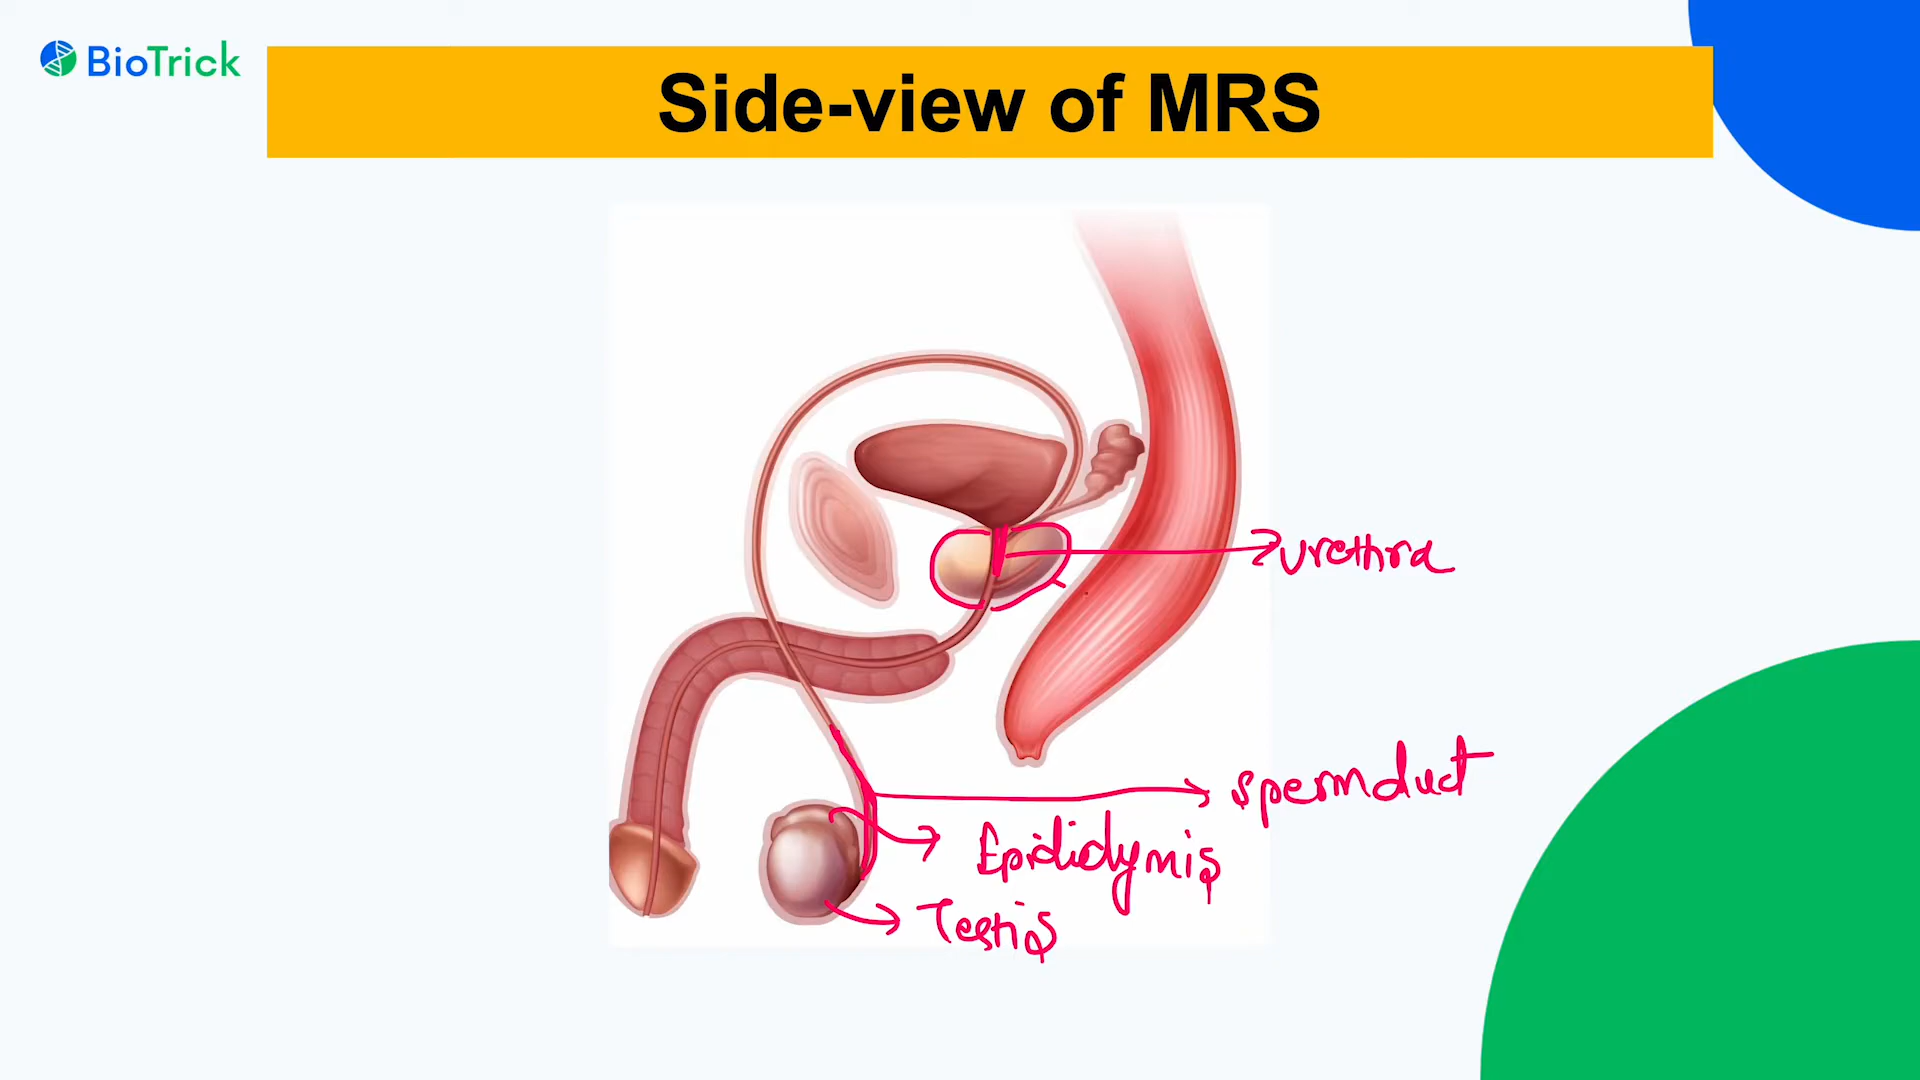 BioTrick
Side-view of MRS
urethra
spermduct
Epididymis
Testis